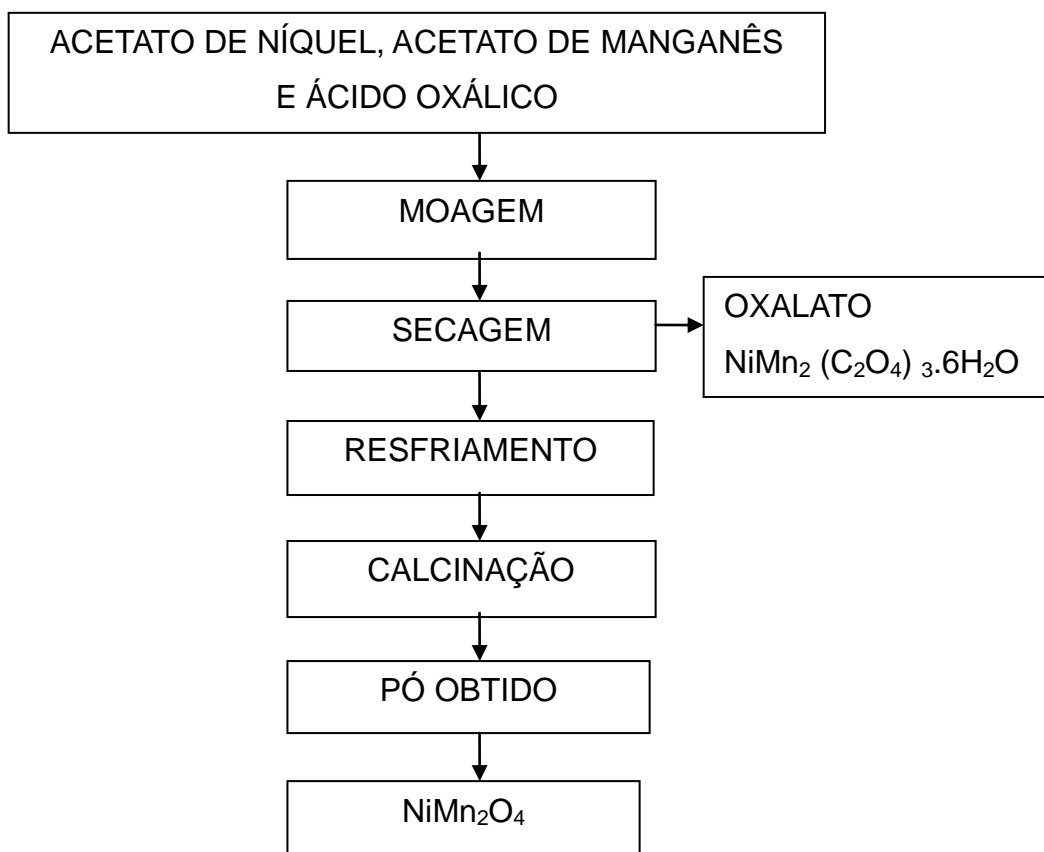 ACETATO DE NÍQUEL, ACETATO DE MANGANÊS
E ÁCIDO OXÁLICO
MOAGEM
SECAGEM
OXALATO
NiMn₂ (C₂O₄) ₃.6H₂O
RESFRIAMENTO
CALCINAÇÃO
PÓ OBTIDO
NiMn₂O₄